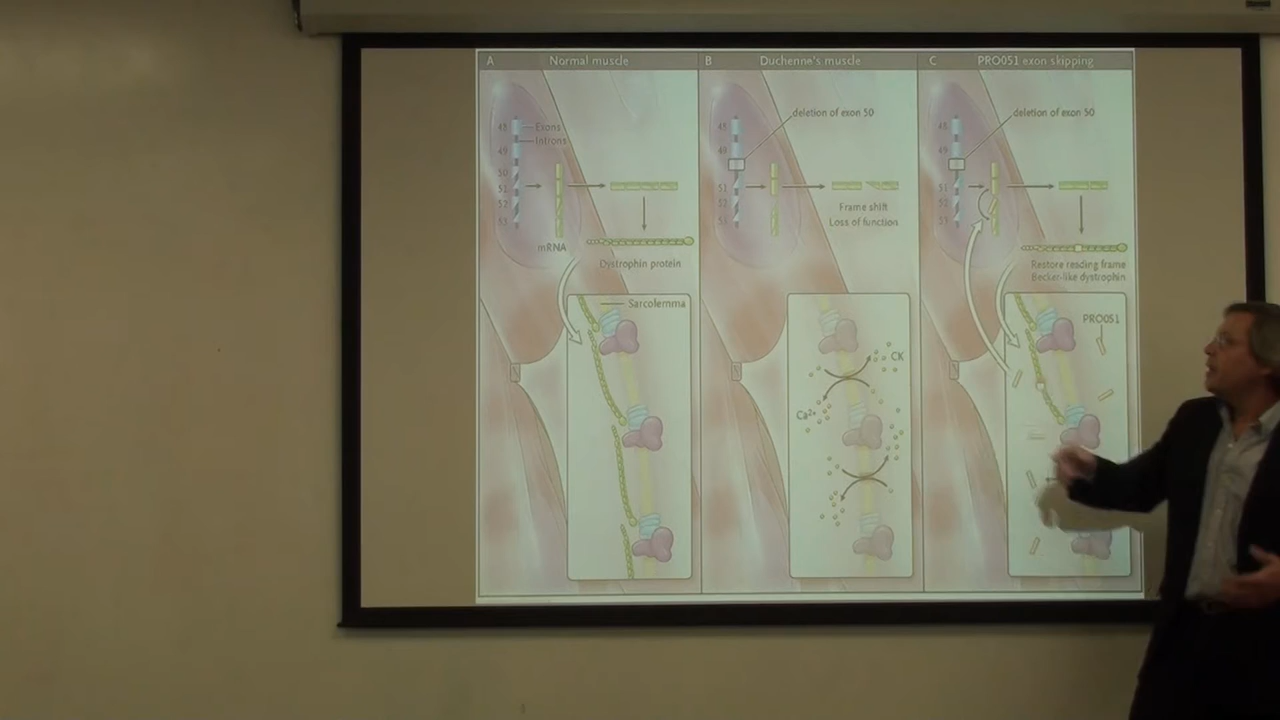 A Normal muscle
48
Exons
Introns
49
50
51
52
53
mRNA
Dystrophin protein
Sarcolemma
B Duchenne's muscle
deletion of exon 50
48
49
51
52
53
Frame shift
Loss of function
CK
Ca2+
C PRO051 exon skipping
deletion of exon 50
48
49
51
52
53
Restore reading frame
Becker-like dystrophin
PRO051